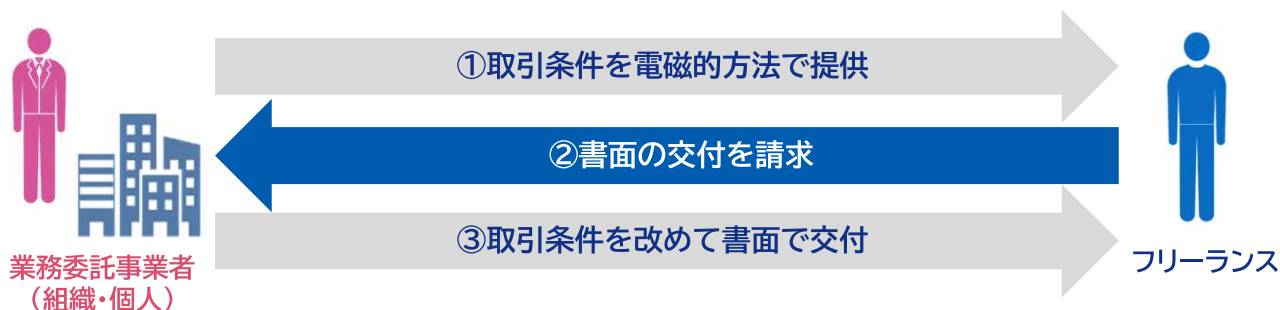 ①取引条件を電磁的方法で提供
②書面の交付を請求
③取引条件を改めて書面で交付
業務委託事業者
（組織・個人）
フリーランス